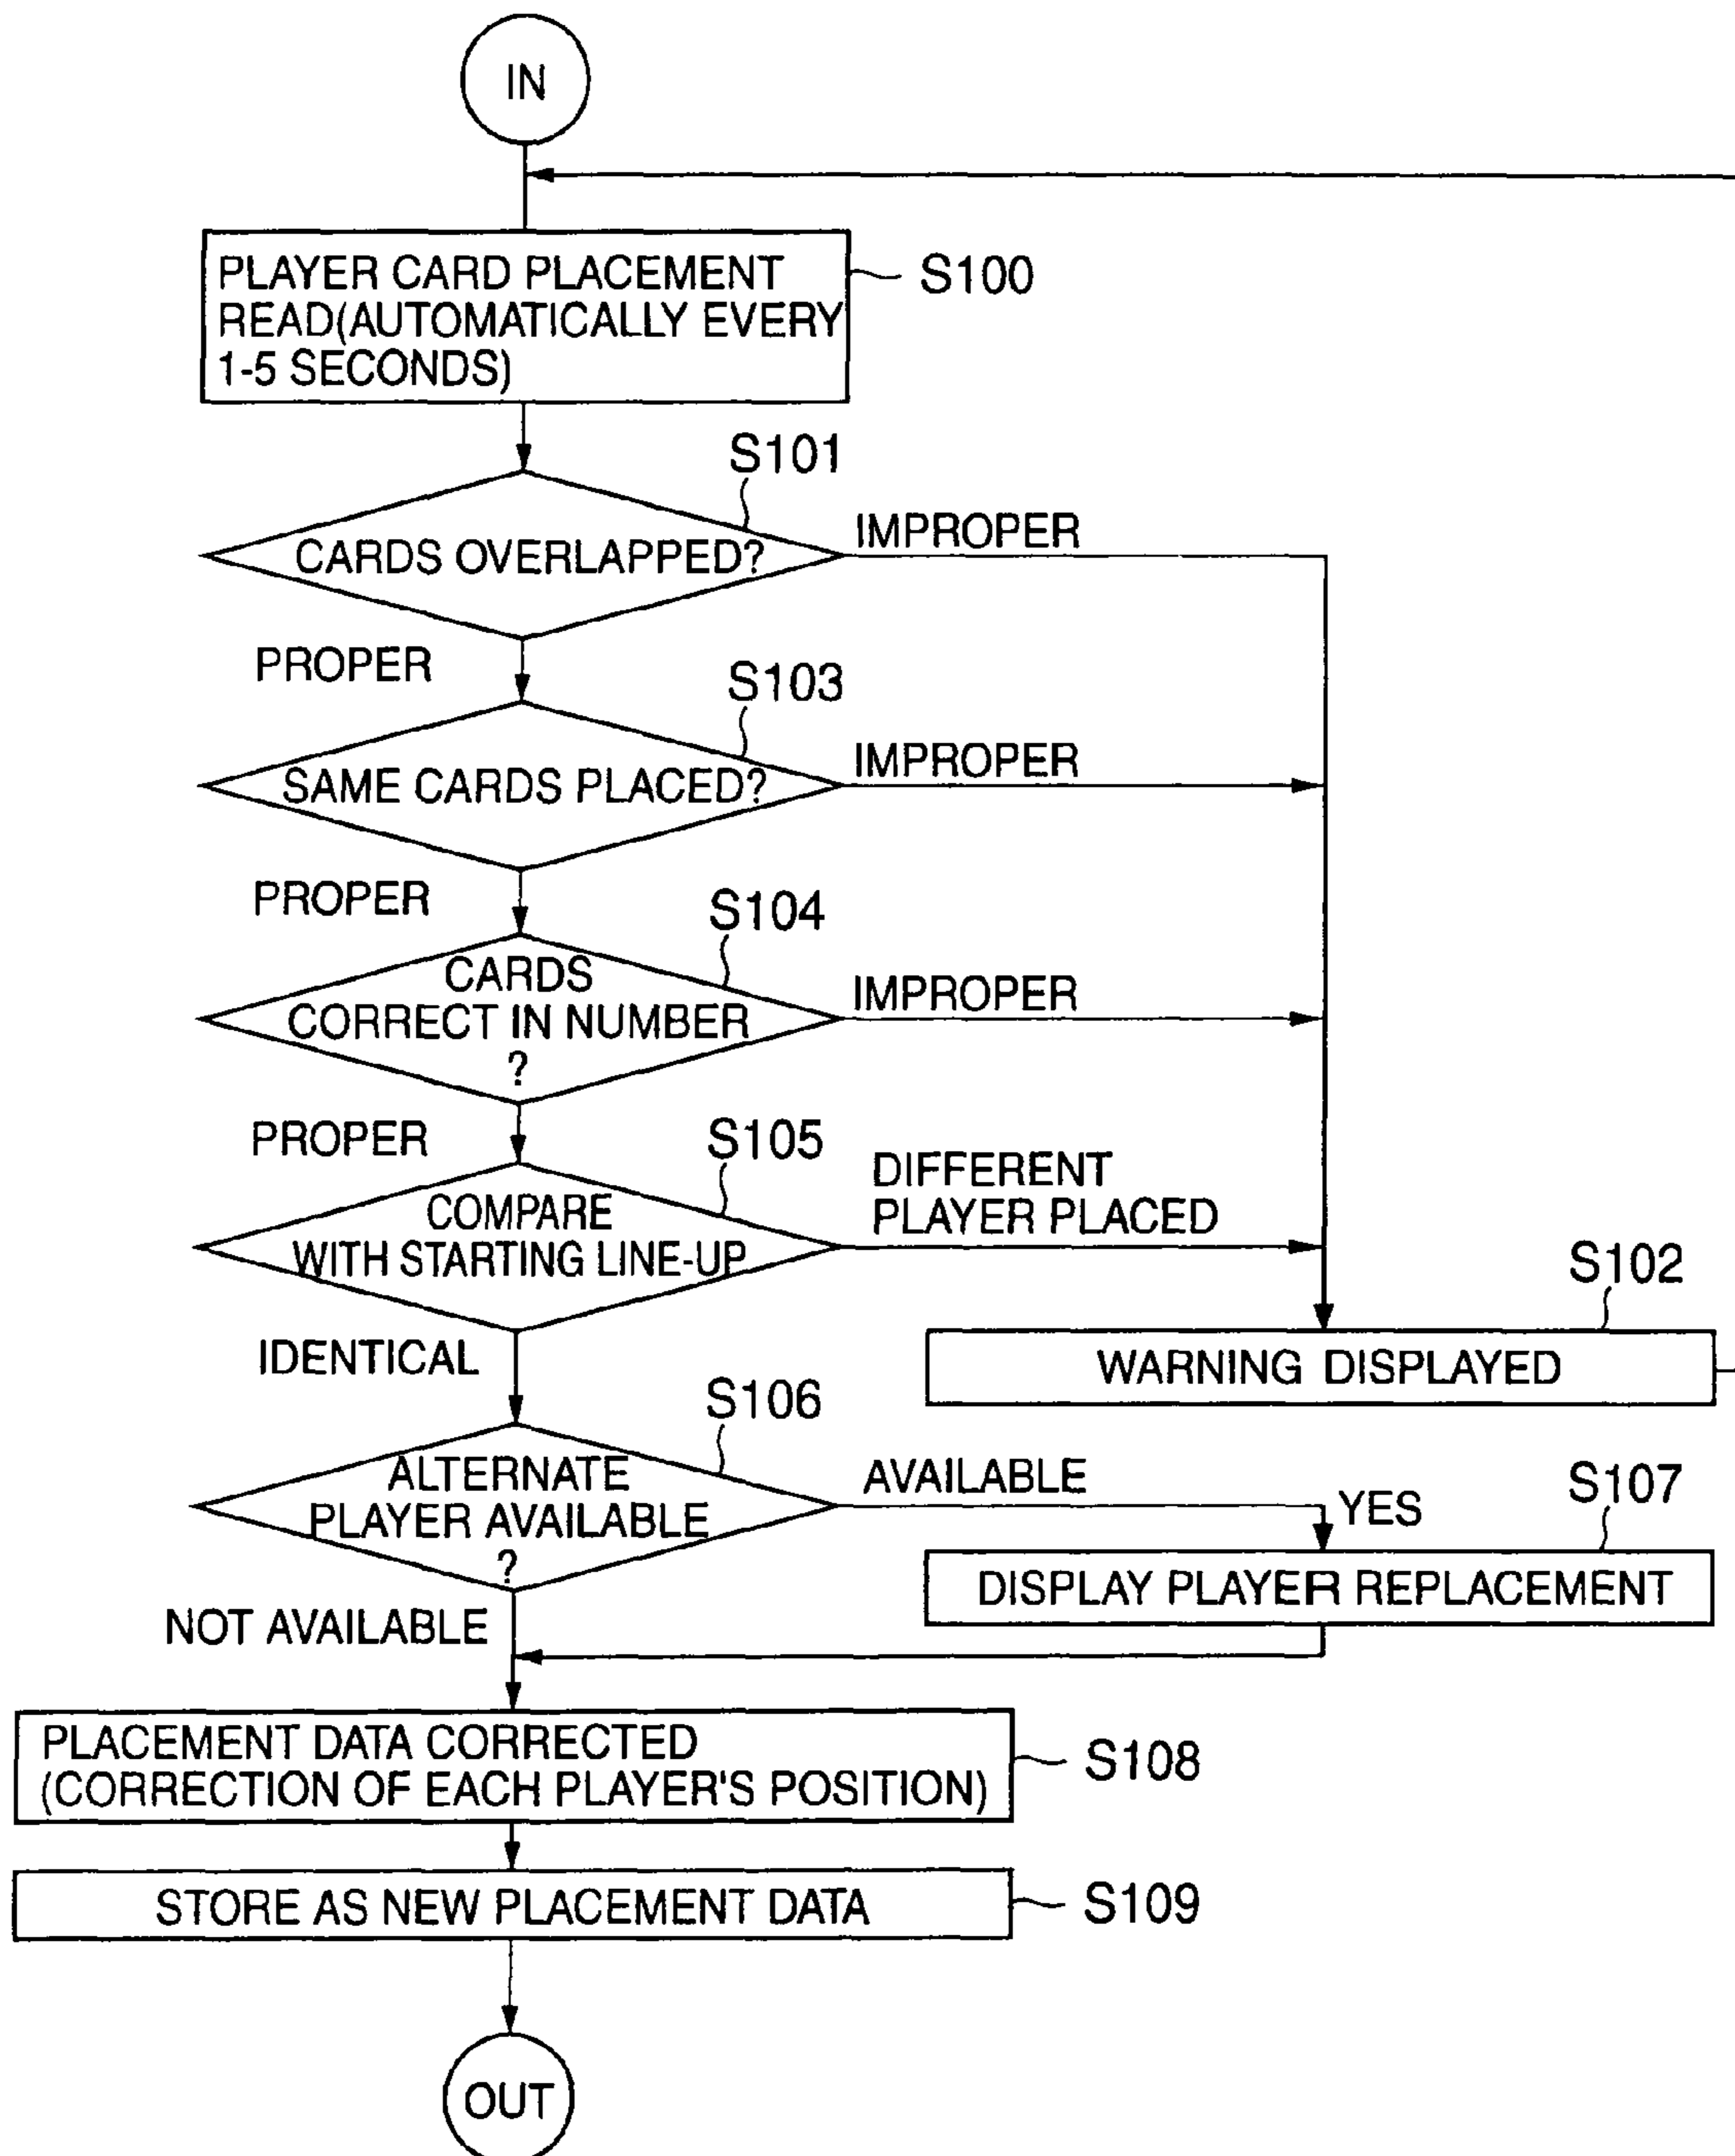 IN
PLAYER CARD PLACEMENT
READ(AUTOMATICALLY EVERY
1-5 SECONDS)
S100
S101
CARDS OVERLAPPED?
IMPROPER
PROPER
S103
SAME CARDS PLACED?
IMPROPER
PROPER
S104
CARDS
CORRECT IN NUMBER
?
IMPROPER
PROPER
S105
COMPARE
WITH STARTING LINE-UP
DIFFERENT
PLAYER PLACED
S102
WARNING DISPLAYED
IDENTICAL
S106
ALTERNATE
PLAYER AVAILABLE
?
AVAILABLE
YES
S107
DISPLAY PLAYER REPLACEMENT
NOT AVAILABLE
PLACEMENT DATA CORRECTED
(CORRECTION OF EACH PLAYER'S POSITION)
S108
STORE AS NEW PLACEMENT DATA
S109
OUT